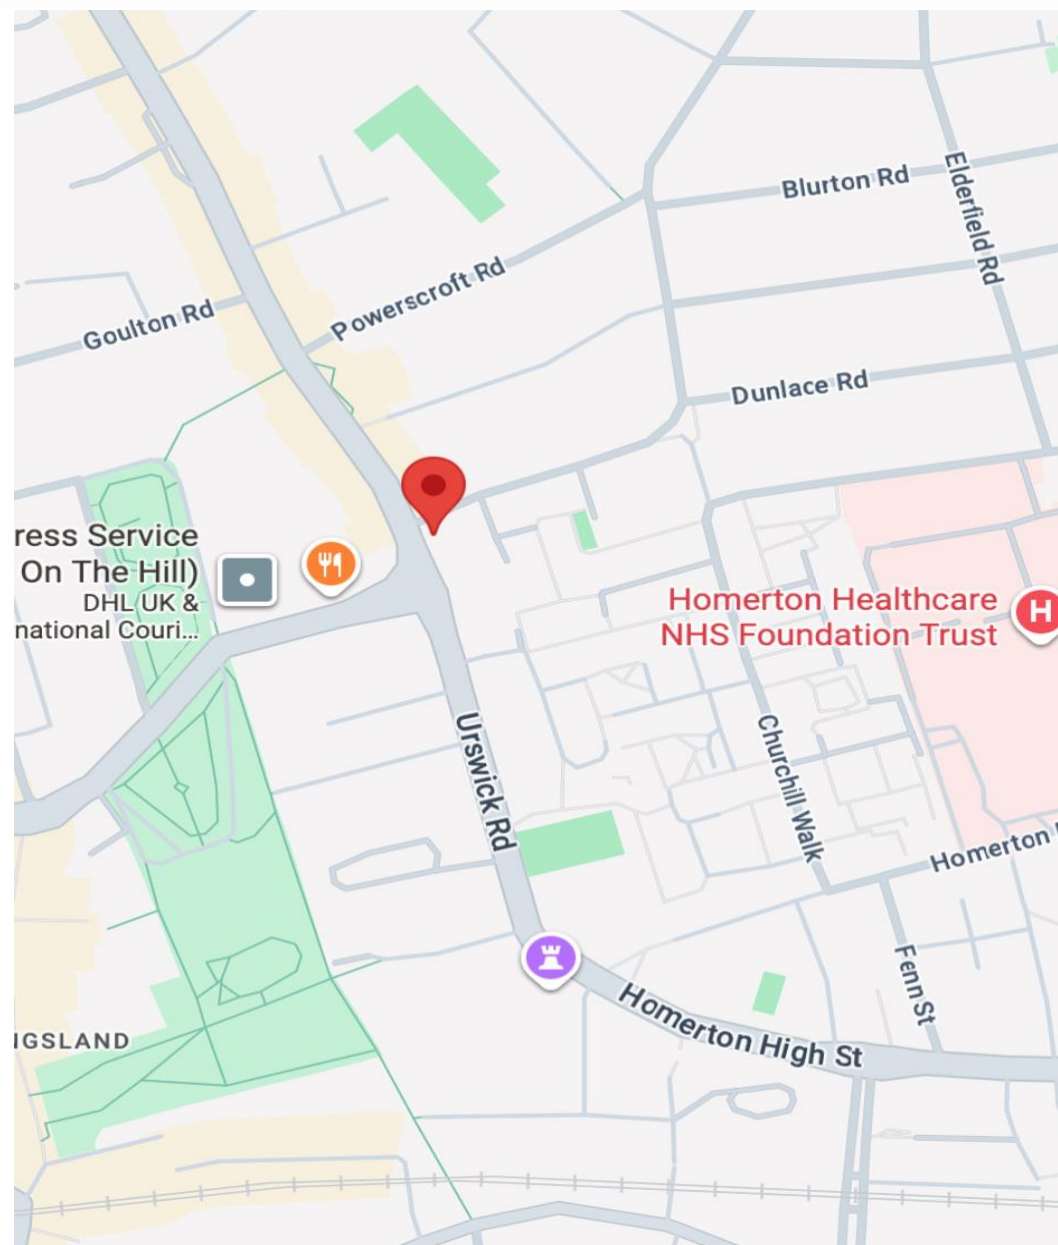 Blurton Rd
Elderfield Rd
Powerscroft Rd
Goulton Rd
Dunlace Rd
ress Service
On The Hill)
DHL UK &
national Couri...
Homerton Healthcare
NHS Foundation Trust
H
Urswick Rd
Churchill Walk
Homerton
Fenn St
Homerton High St
NGSLAND